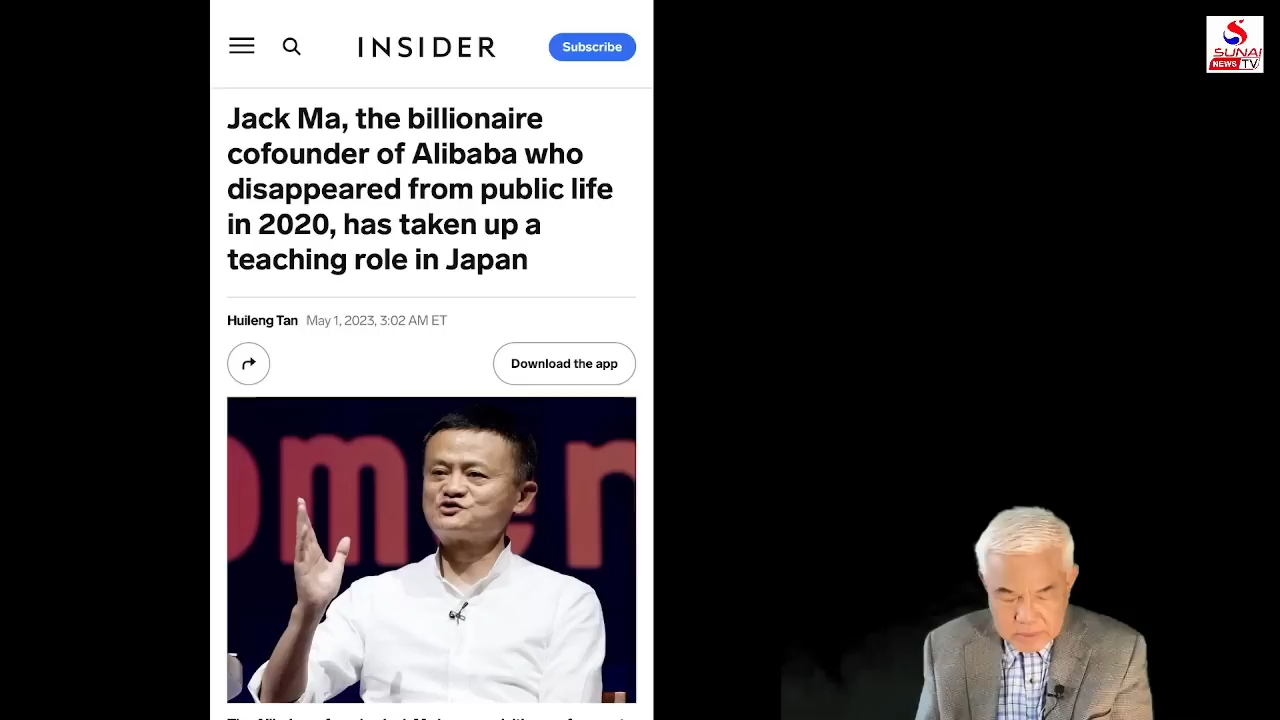 INSIDER
Subscribe
SUNAI
NEWS TV
Jack Ma, the billionaire
cofounder of Alibaba who
disappeared from public life
in 2020, has taken up a
teaching role in Japan
Huileng Tan May 1, 2023, 3:02 AM ET
Download the app
omen